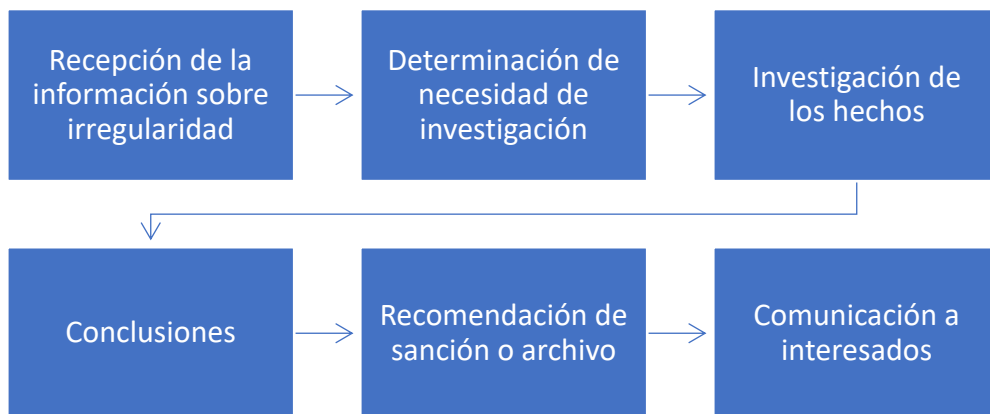 Recepción de la
información sobre
irregularidad
Determinación de
necesidad de
investigación
Investigación de
los hechos
Conclusiones
Recomendación de
sanción o archivo
Comunicación a
interesados